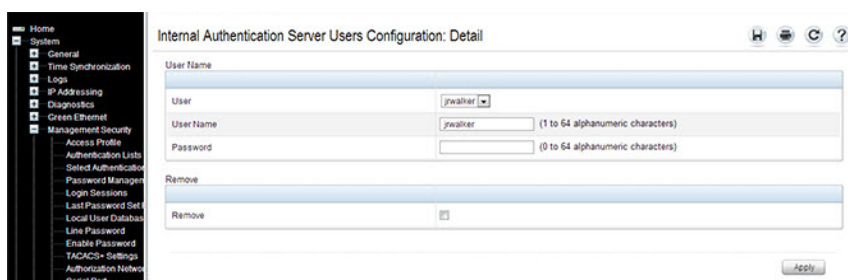 Home
System
General
Time Synchronization
Logs
IP Addressing
Diagnostics
Green Ethernet
Management Security
Access Profile
Authentication Lists
Select Authentication
Password Managem
Login Sessions
Last Password Set
Local User Databas
Line Password
Enable Password
TACACS+ Settings
Authorization Networ
Internal Authentication Server Users Configuration: Detail
User Name
User
jrwalker
User Name
jrwalker
(1 to 64 alphanumeric characters)
Password
(0 to 64 alphanumeric characters)
Remove
Remove
Apply